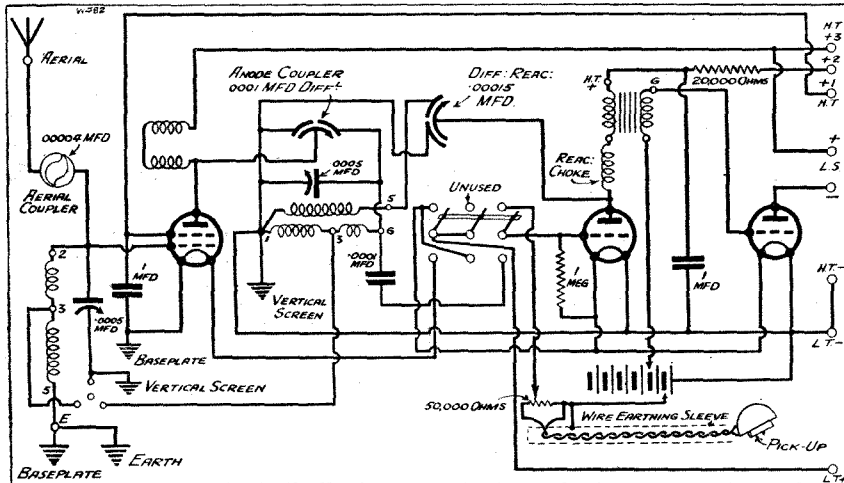 W582
AERIAL
.00004 MFD
AERIAL
COUPLER
ANODE COUPLER
.0001 MFD DIFFL
DIFF: REAC:
.00015
MFD.
H.T.
+
G
20,000 OHMS
H.T.
+3
+2
+1
H.T
+
L.S.
−
REAC:
CHOKE
.0005
MFD
5
UNUSED
1
3
6
2
1
MFD
.0001
MFD
1
MEG
1
MFD
3
.0005
MFD
VERTICAL
SCREEN
H.T.-
BASEPLATE
L.T-
VERTICAL SCREEN
5
50,000 OHMS
WIRE EARTHING SLEEVE
PICK-UP
E
BASEPLATE
EARTH
L.T+